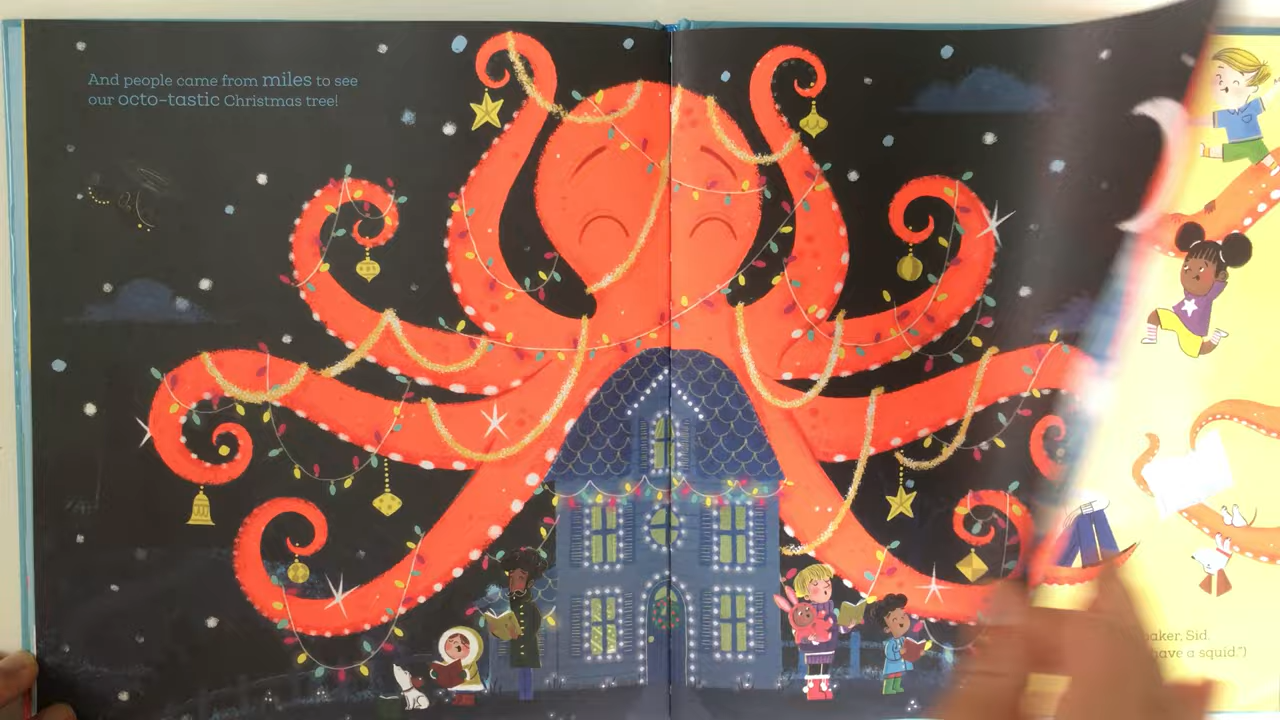 And people came from miles to see
our octo-tastic Christmas tree!
baker, Sid.
have a squid.")